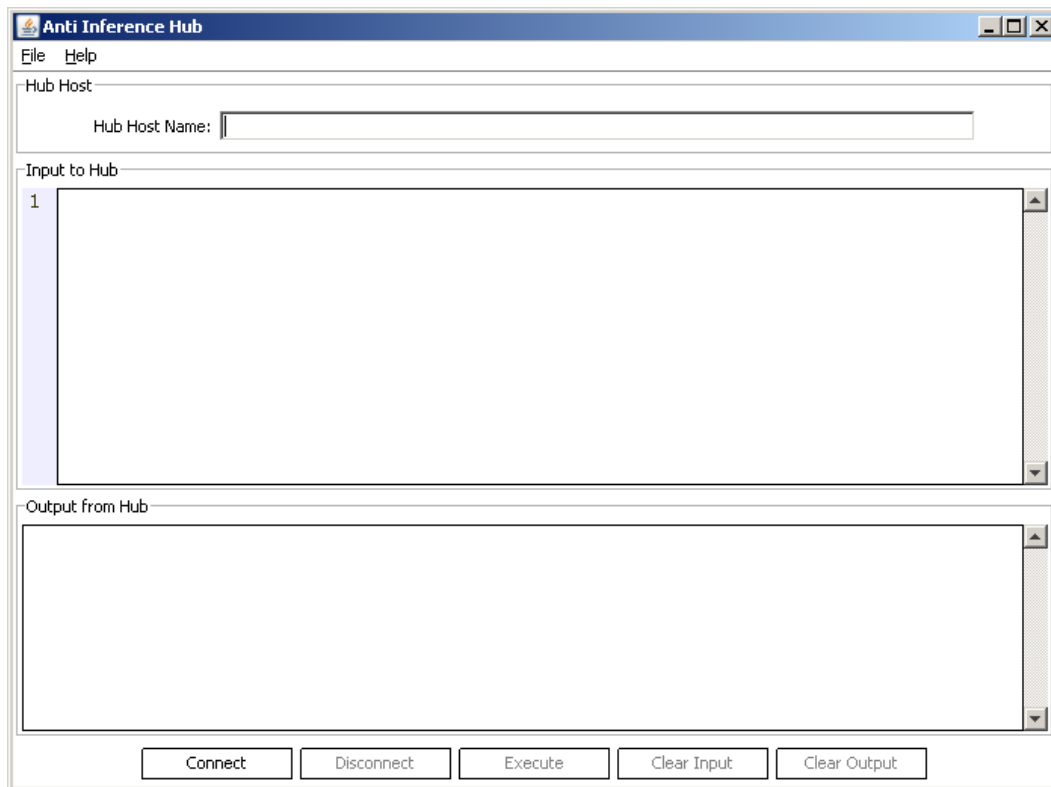 Anti Inference Hub
File Help
Hub Host
Hub Host Name:
Input to Hub
1
Output from Hub
Connect Disconnect Execute Clear Input Clear Output